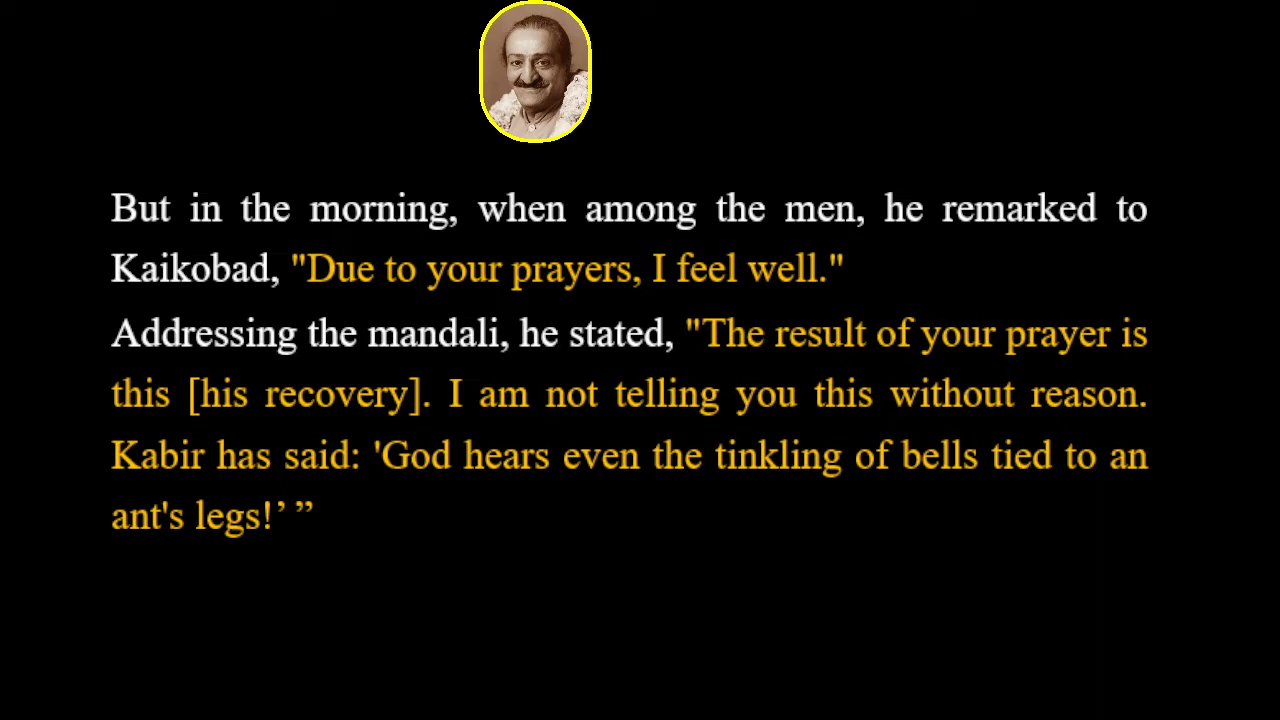 But in the morning, when among the men, he remarked to
Kaikobad, "Due to your prayers, I feel well."
Addressing the mandali, he stated, "The result of your prayer is
this [his recovery]. I am not telling you this without reason.
Kabir has said: 'God hears even the tinkling of bells tied to an
ant's legs!’ ”